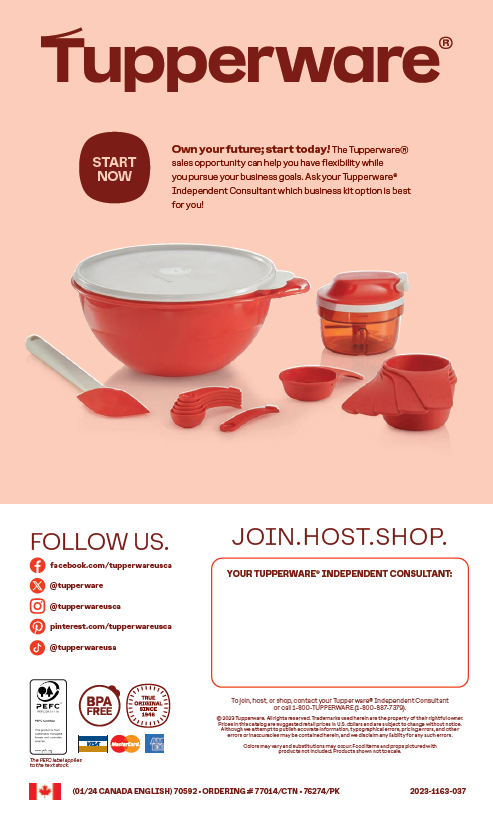 Tupperware®
START
NOW
Own your future; start today! The Tupperware®
sales opportunity can help you have flexibility while
you pursue your business goals. Ask your Tupperware®
Independent Consultant which business kit option is best
for you!
FOLLOW US.
facebook.com/tupperwareusca
@tupperware
@tupperwareusca
pinterest.com/tupperwareusca
@tupperwareusa
JOIN.HOST.SHOP.
YOUR TUPPERWARE® INDEPENDENT CONSULTANT:
PEFC
BPA
FREE
TRUE
ORIGINAL
SINCE
1946
VISA
MasterCard
The PEFC label applies
to the text stock.
To join, host, or shop, contact your Tupperware® Independent Consultant
or call 1-800-TUPPERWARE (1-800-887-7379).
© 2023 Tupperware. All rights reserved. Trademarks used herein are the property of their rightful owner.
Prices in this catalog are suggested retail prices in U.S. dollars and are subject to change without notice.
Although we attempt to publish accurate information, typographical errors, pricing errors, and other
errors or inaccuracies may be contained herein, and we disclaim any liability for any such errors.
Colors may vary and substitutions may occur. Food items and props pictured with
products not included. Products shown not to scale.
(01/24 CANADA ENGLISH) 70592 • ORDERING # 77014/CTN • 76274/PK
2023-1163-037